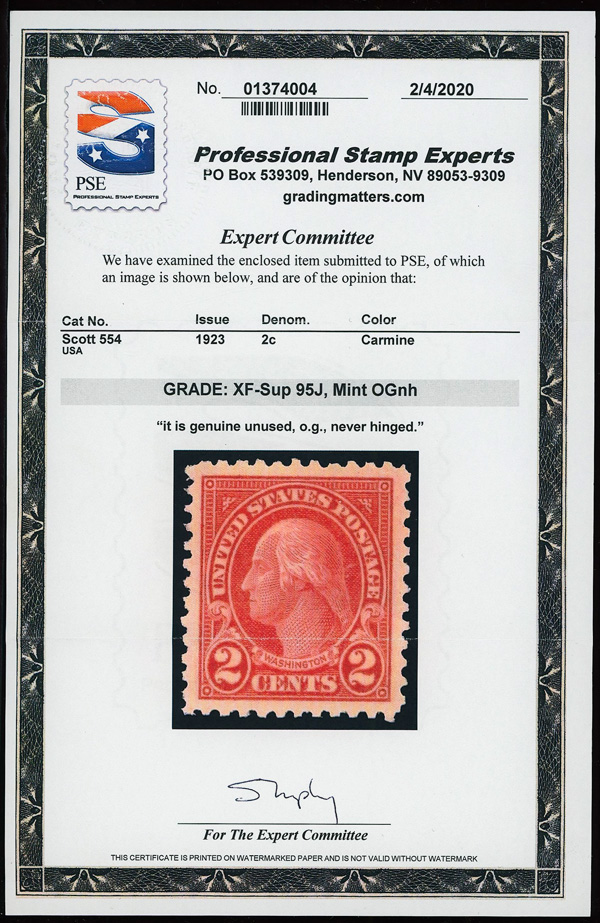 No. 01374004 2/4/2020
PSE
PROFESSIONAL STAMP EXPERTS
Professional Stamp Experts
PO Box 539309, Henderson, NV 89053-9309
gradingmatters.com
Expert Committee
We have examined the enclosed item submitted to PSE, of which
an image is shown below, and are of the opinion that:
Cat No. Issue Denom. Color
Scott 554 1923 2c Carmine
USA
GRADE: XF-Sup 95J, Mint OGnh
“it is genuine unused, o.g., never hinged.”
UNITED STATES POSTAGE
WASHINGTON
2 CENTS 2
For The Expert Committee
THIS CERTIFICATE IS PRINTED ON WATERMARKED PAPER AND IS NOT VALID WITHOUT WATERMARK